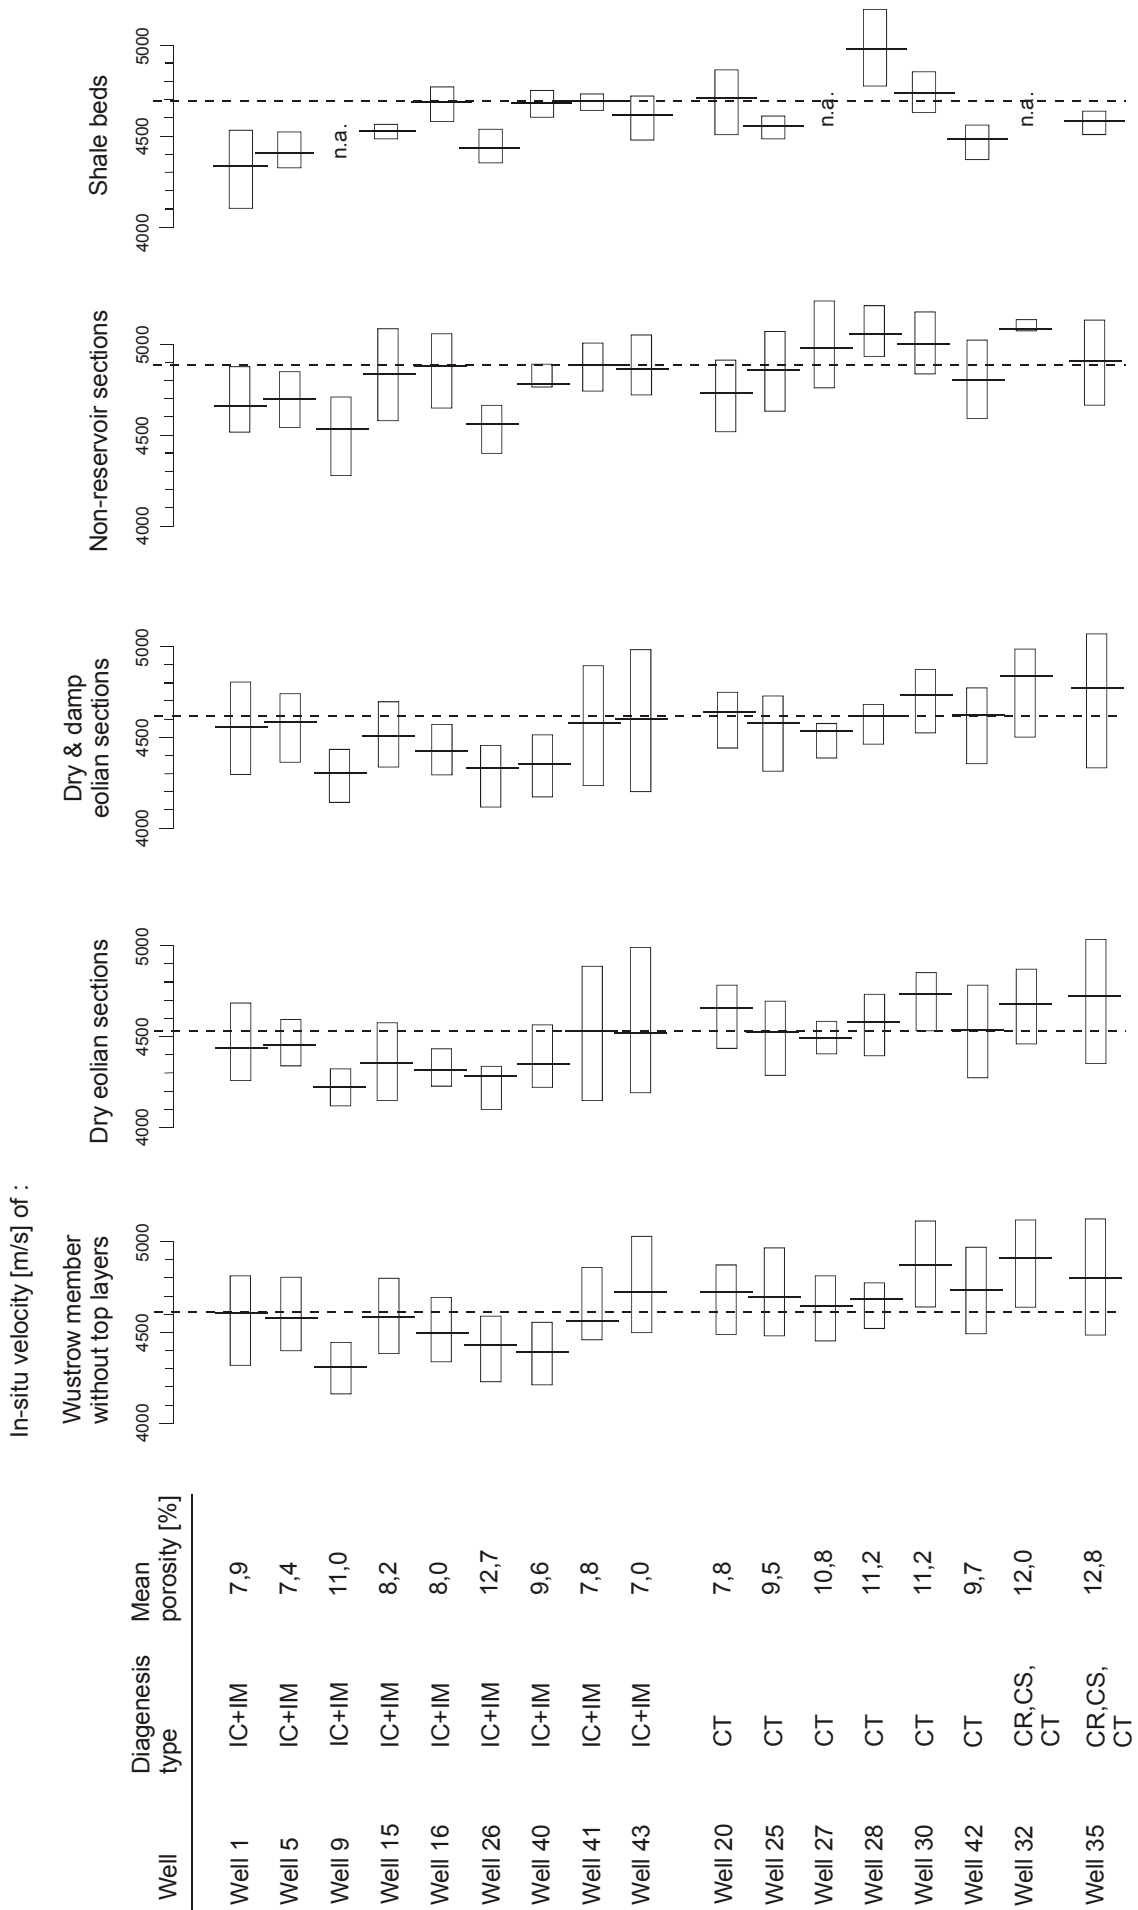 In-situ velocity [m/s] of :
Well
Diagenesis
type
Mean
porosity [%]
Wustrow member
without top layers
Dry eolian sections
Dry & damp
eolian sections
Non-reservoir sections
Shale beds
4000 4500 5000
4000 4500 5000
4000 4500 5000
4000 4500 5000
4000 4500 5000
Well 1 IC+IM 7,9
Well 5 IC+IM 7,4
Well 9 IC+IM 11,0 n.a.
Well 15 IC+IM 8,2
Well 16 IC+IM 8,0
Well 26 IC+IM 12,7
Well 40 IC+IM 9,6
Well 41 IC+IM 7,8
Well 43 IC+IM 7,0
Well 20 CT 7,8
Well 25 CT 9,5
Well 27 CT 10,8 n.a.
Well 28 CT 11,2
Well 30 CT 11,2
Well 42 CT 9,7
Well 32 CR,CS, 12,0 n.a.
CT
Well 35 CR,CS, 12,8
CT